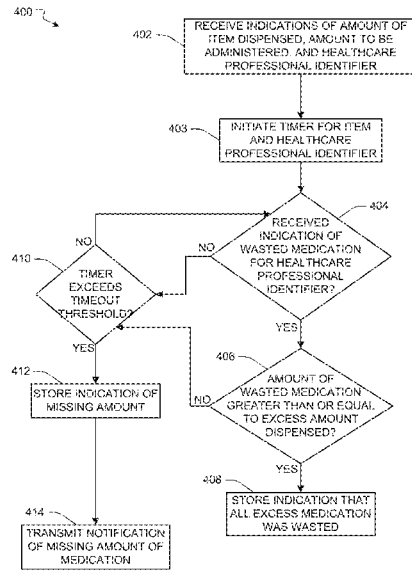 400
RECEIVE INDICATIONS OF AMOUNT OF
ITEM DISPENSED, AMOUNT TO BE
ADMINISTERED, AND HEALTHCARE
PROFESSIONAL IDENTIFIER
402
INITIATE TIMER FOR ITEM
AND HEALTHCARE
PROFESSIONAL IDENTIFIER
403
RECEIVED
INDICATION OF
WASTED MEDICATION
FOR HEALTHCARE
PROFESSIONAL
IDENTIFIER?
404
NO
YES
410
NO
TIMER
EXCEEDS
TIMEOUT
THRESHOLD?
YES
406
AMOUNT OF
WASTED MEDICATION
GREATER THAN OR EQUAL
TO EXCESS AMOUNT
DISPENSED?
NO
YES
412
STORE INDICATION OF
MISSING AMOUNT
408
STORE INDICATION THAT
ALL EXCESS MEDICATION
WAS WASTED
414
TRANSMIT NOTIFICATION
OF MISSING AMOUNT OF
MEDICATION